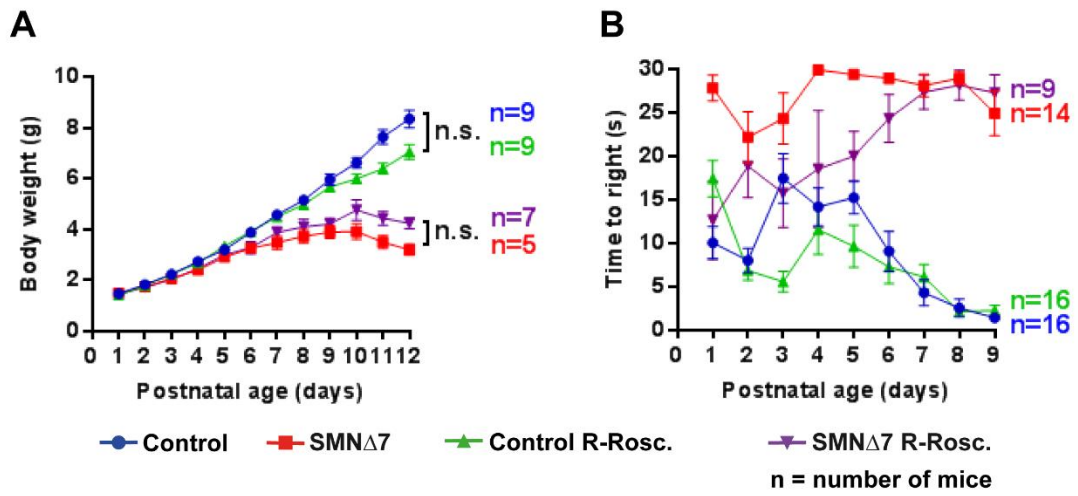 A
B
Body weight (g)
10
8
6
4
2
0
0 1 2 3 4 5 6 7 8 9 10 11 12
Postnatal age (days)
n.s.
n.s.
n=9
n=9
n=7
n=5
Time to right (s)
30
25
20
15
10
5
0
0 1 2 3 4 5 6 7 8 9
Postnatal age (days)
n=9
n=14
n=16
n=16
Control SMNΔ7 Control R-Rosc. SMNΔ7 R-Rosc.
n = number of mice